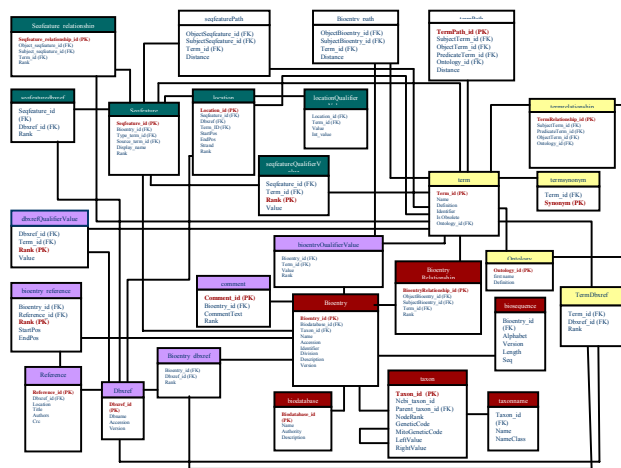 Seqfeature_relationship
Seqfeature_relationship_id (PK)
Object_seqfeature_id (FK)
Subject_seqfeature_id (FK)
Term_id (FK)
Rank
seqfeaturePath
ObjectSeqfeature_id (FK)
SubjectSeqfeature_id (FK)
Term_id (FK)
Distance
Bioentry_path
ObjectBioentry_id (FK)
SubjectBioentry_id (FK)
Term_id (FK)
Distance
termPath
TermPath_id (PK)
SubjectTerm_id (FK)
ObjectTerm_id (FK)
PredicateTerm_id (FK)
Ontology_id (FK)
Distance
seqfeatureDbxref
Seqfeature_id
(FK)
Dbxref_id (FK)
Rank
Seqfeature
Seqfeature_id (PK)
Bioentry_id (FK)
Type_term_id (FK)
Source_term_id (FK)
Display_name
Rank
location
Location_id (PK)
Seqfeature_id (FK)
Dbxref (FK)
Term_ID (FK)
StartPos
EndPos
Strand
Rank
locationQualifier
Location_id (FK)
Term_id (FK)
Value
Int_value
termrelationship
TermRelationship_id (PK)
SubjectTerm_id (FK)
PredicateTerm_id (FK)
ObjectTerm_id (FK)
Ontology_id (FK)
seqfeatureQualifierV
alue
Seqfeature_id (FK)
Term_id (FK)
Rank (PK)
Value
term
Term_id (PK)
Name
Definition
Identifier
Is Obsolete
Ontology_id (FK)
termsynonym
Term_id (FK)
Synonym (PK)
dbxrefQualifierValue
Dbxref_id (FK)
Term_id (FK)
Rank (PK)
Value
bioentryQualifierValue
Bioentry_id (FK)
Term_id (FK)
Value
Rank
Bioentry
Relationship
BioentryRelationship_id (PK)
ObjectBioentry_id (FK)
SubjectBioentry_id (FK)
Term_id (FK)
Rank
Ontology
Ontology_id (PK)
Definition
TermDbxref
Term_id (FK)
Dbxref_id (FK)
Rank
bioentry_reference
Bioentry_id (FK)
Reference_id (FK)
Rank (PK)
StartPos
EndPos
comment
Comment_id (PK)
Bioentry_id (FK)
CommentText
Rank
Bioentry
Bioentry_id (PK)
Biodatabase_id (FK)
Taxon_id (FK)
Name
Accession
Identifier
Division
Description
Version
biosequence
Bioentry_id
(FK)
Alphabet
Version
Length
Seq
Reference
Reference_id (PK)
Dbxref_id (FK)
Location
Title
Authors
Crc
Dbxref
Dbxref_id
(PK)
Dbname
Accession
Version
Bioentry_dbxref
Bioentry_id (FK)
Dbxref_id (FK)
Rank
biodatabase
Biodatabase_id
(PK)
Name
Authority
Description
taxon
Taxon_id (PK)
Ncbi_taxon_id
Parent_taxon_id (FK)
NodeRank
GeneticCode
MitoGeneticCode
LeftValue
RightValue
taxonname
Taxon_id
(FK)
Name
NameClass